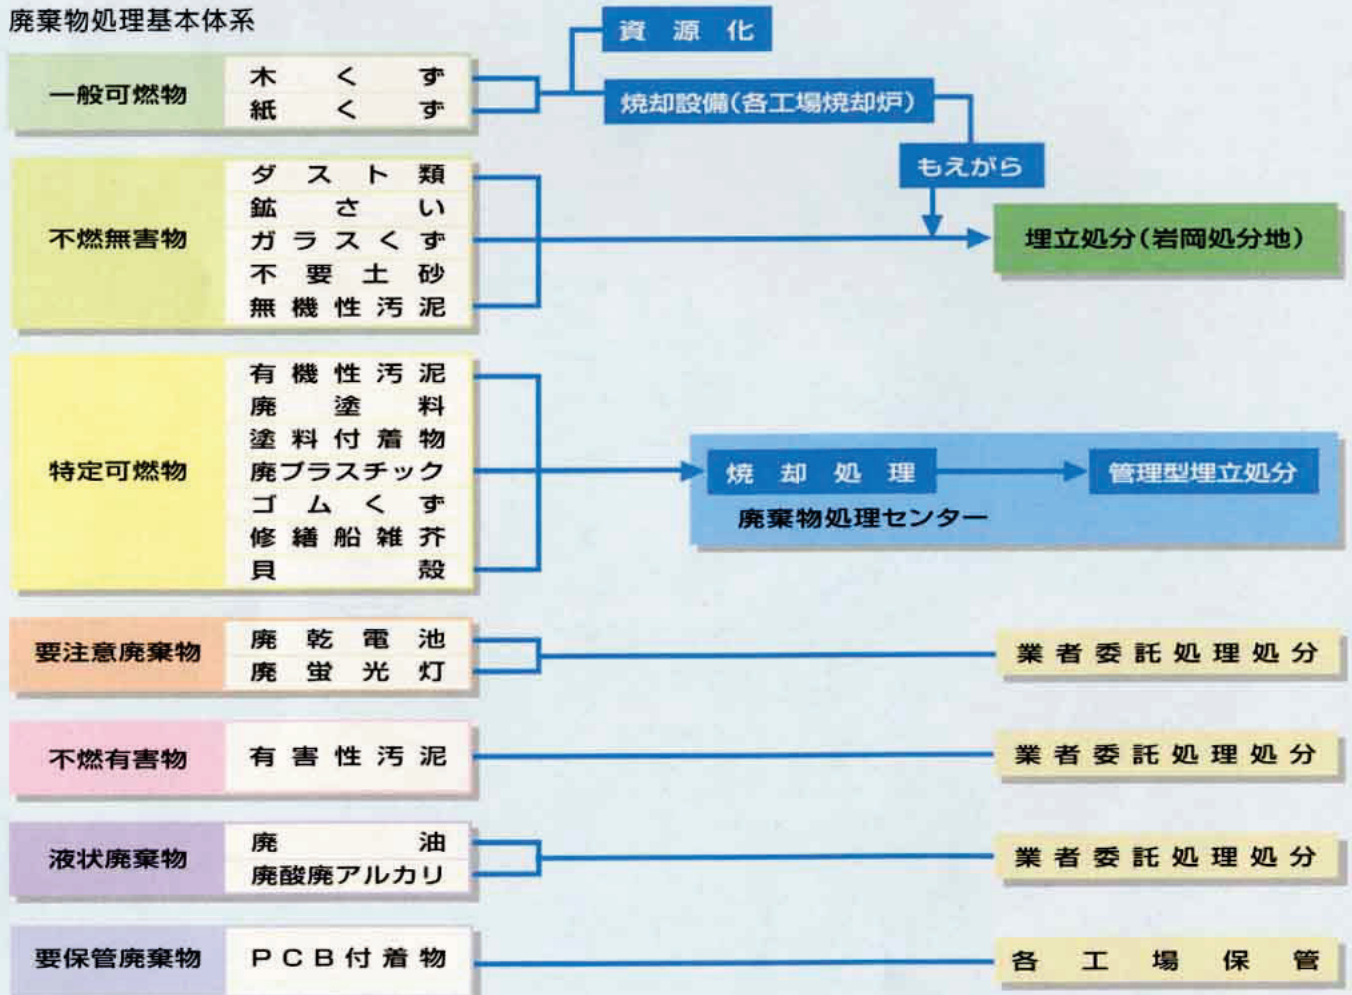 廃棄物処理基本体系
資源化
一般可燃物
木くず
紙くず
焼却設備(各工場焼却炉)
もえがら
不燃無害物
ダスト類
鉱さい
ガラスくず
不要土砂
無機性汚泥
埋立処分(岩岡処分地)
特定可燃物
有機性汚泥
廃塗料
塗料付着物
廃プラスチック
ゴムくず
修繕船雑芥
貝殻
焼却処理
管理型埋立処分
廃棄物処理センター
要注意廃棄物
廃乾電池
廃蛍光灯
業者委託処理処分
不燃有害物
有害性汚泥
業者委託処理処分
液状廃棄物
廃油
廃酸廃アルカリ
業者委託処理処分
要保管廃棄物
PCB付着物
各工場保管